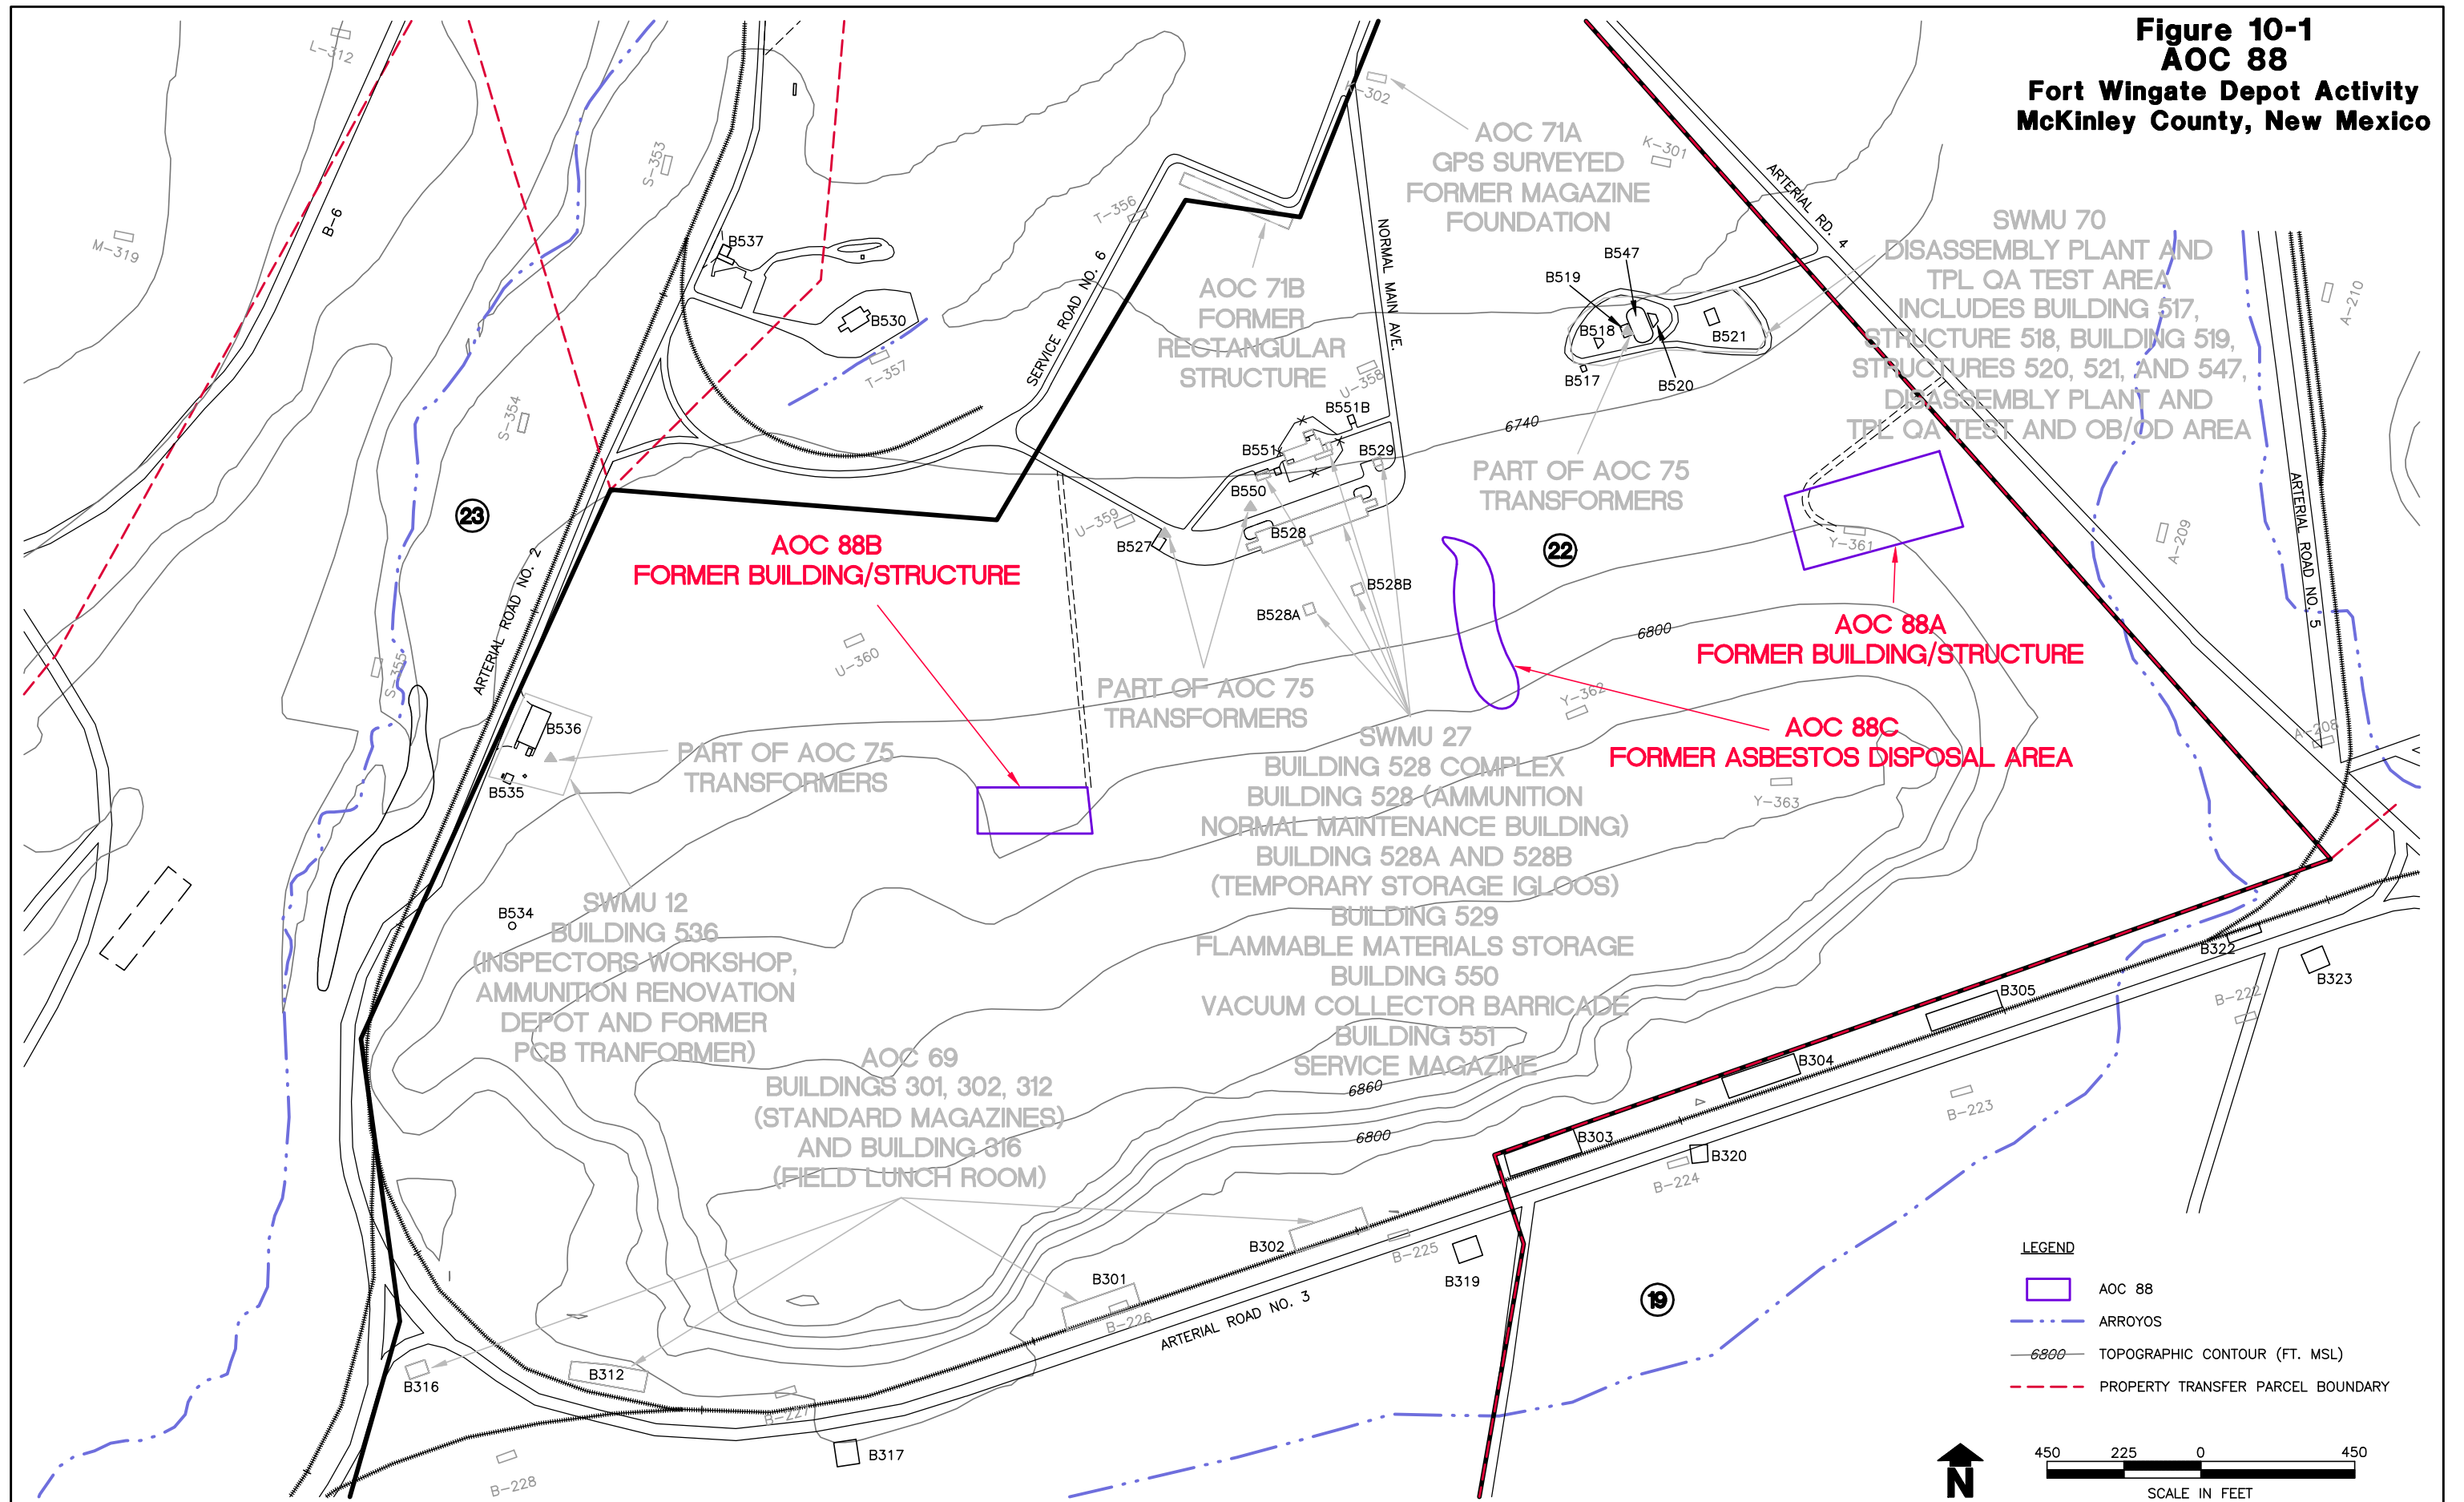 Figure 10-1
AOC 88
Fort Wingate Depot Activity
McKinley County, New Mexico
L-312
K-302
AOC 71A
GPS SURVEYED
FORMER MAGAZINE
FOUNDATION
K-301
ARTERIAL RD. 4
S-353
T-356
B-6
M-319
B537
B530
T-357
SERVICE ROAD NO. 6
NORMAL MAIN AVE.
AOC 71B
FORMER
RECTANGULAR
STRUCTURE
U-358
B547
B519
B518
B521
B517
B520
SWMU 70
DISASSEMBLY PLANT AND
TPL QA TEST AREA
INCLUDES BUILDING 517,
STRUCTURE 518, BUILDING 519,
STRUCTURES 520, 521, AND 547,
DISASSEMBLY PLANT AND
TPL QA TEST AND OB/OD AREA
A-210
S-354
6740
B551B
B551
B529
B550
B528
B527
U-359
PART OF AOC 75
TRANSFORMERS
23
22
AOC 88B
FORMER BUILDING/STRUCTURE
Y-361
A-209
ARTERIAL ROAD NO. 5
ARTERIAL ROAD NO. 2
B528A
B528B
6800
AOC 88A
FORMER BUILDING/STRUCTURE
U-360
S-355
PART OF AOC 75
TRANSFORMERS
Y-362
AOC 88C
FORMER ASBESTOS DISPOSAL AREA
A-208
B536
B535
PART OF AOC 75
TRANSFORMERS
Y-363
SWMU 27
BUILDING 528 COMPLEX
BUILDING 528 (AMMUNITION
NORMAL MAINTENANCE BUILDING)
BUILDING 528A AND 528B
(TEMPORARY STORAGE IGLOOS)
BUILDING 529
FLAMMABLE MATERIALS STORAGE
BUILDING 550
VACUUM COLLECTOR BARRICADE
BUILDING 551
SERVICE MAGAZINE
B534
SWMU 12
BUILDING 536
(INSPECTORS WORKSHOP,
AMMUNITION RENOVATION
DEPOT AND FORMER
PCB TRANFORMER)
B322
B323
B-222
B305
B304
B-223
AOC 69
BUILDINGS 301, 302, 312
(STANDARD MAGAZINES)
AND BUILDING 316
(FIELD LUNCH ROOM)
6860
6800
B303
B320
B-224
B302
B-225
B319
B301
B-226
ARTERIAL ROAD NO. 3
19
B316
B312
B-227
B317
B-228
LEGEND
AOC 88
ARROYOS
6800 TOPOGRAPHIC CONTOUR (FT. MSL)
PROPERTY TRANSFER PARCEL BOUNDARY
N
450 225 0 450
SCALE IN FEET